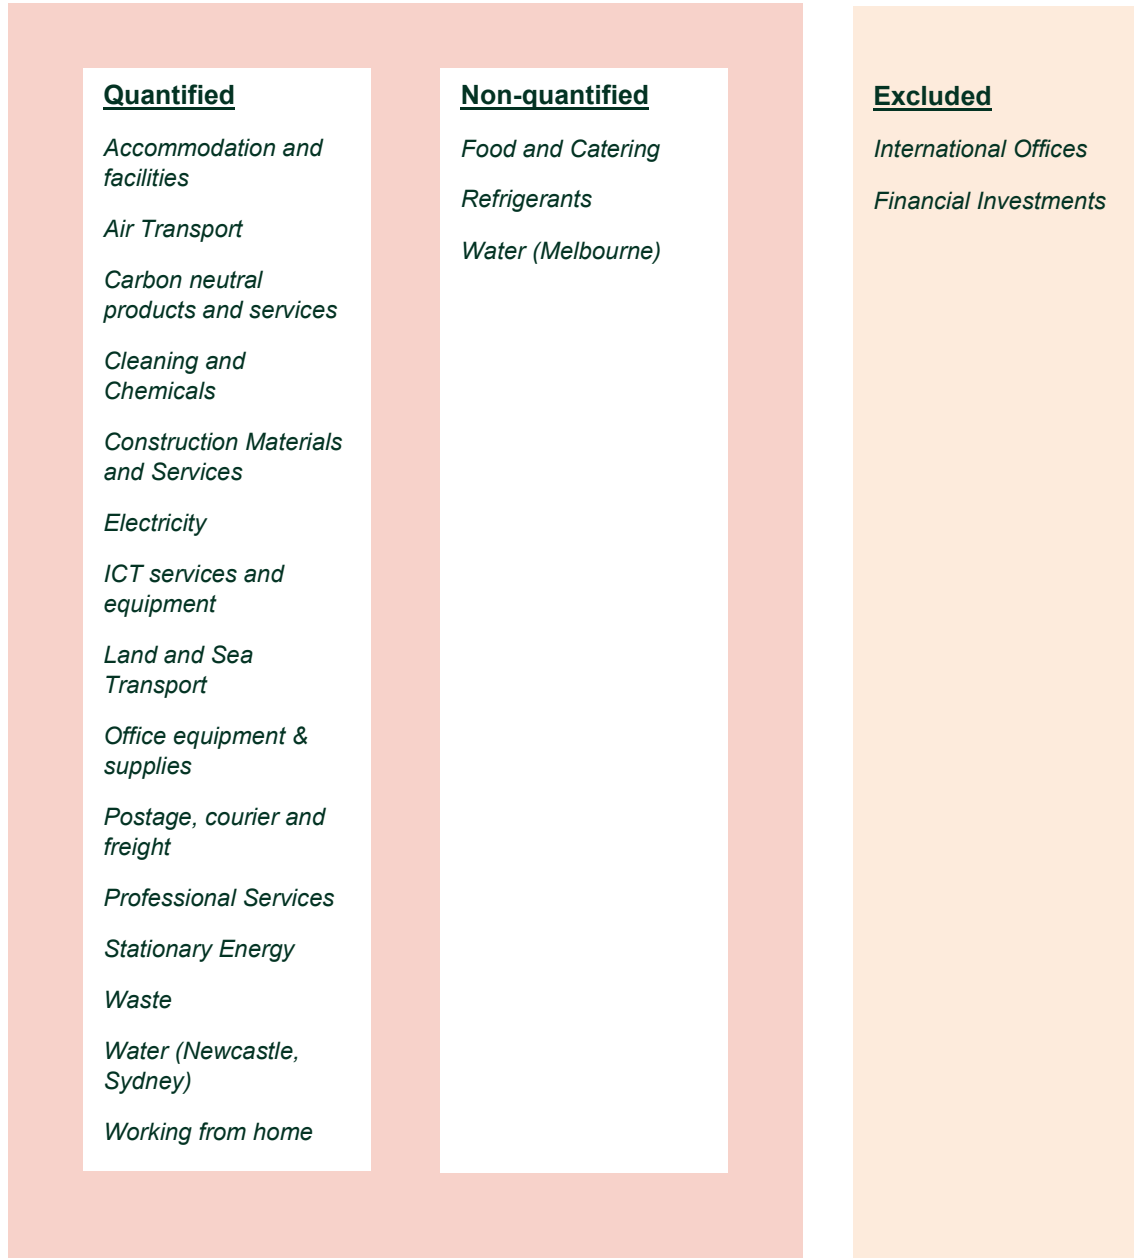 Quantified
Accommodation and
facilities
Air Transport
Carbon neutral
products and services
Cleaning and
Chemicals
Construction Materials
and Services
Electricity
ICT services and
equipment
Land and Sea
Transport
Office equipment &
supplies
Postage, courier and
freight
Professional Services
Stationary Energy
Waste
Water (Newcastle,
Sydney)
Working from home
Non-quantified
Food and Catering
Refrigerants
Water (Melbourne)
Excluded
International Offices
Financial Investments